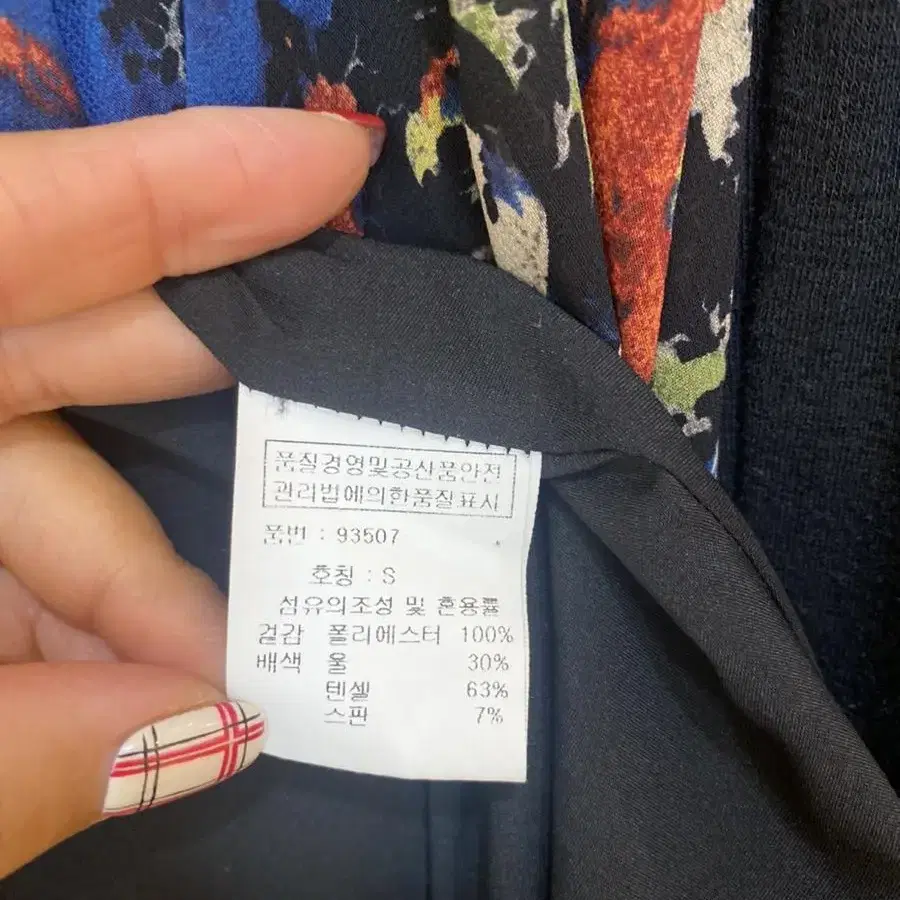 품질경영및공산품안전
관리법에의한품질표시
품번 : 93507
호칭 : S
섬유의조성 및 혼용률
겉감 폴리에스터 100%
배색 울 30%
텐셀 63%
스판 7%